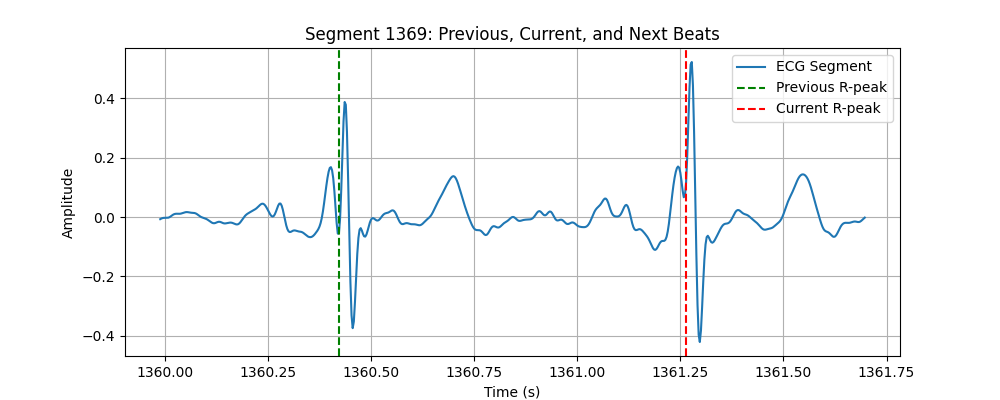 Segment 1369: Previous, Current, and Next Beats
ECG Segment
Previous R-peak
Current R-peak
Amplitude
0.4
0.2
0.0
−0.2
−0.4
1360.00 1360.25 1360.50 1360.75 1361.00 1361.25 1361.50 1361.75
Time (s)